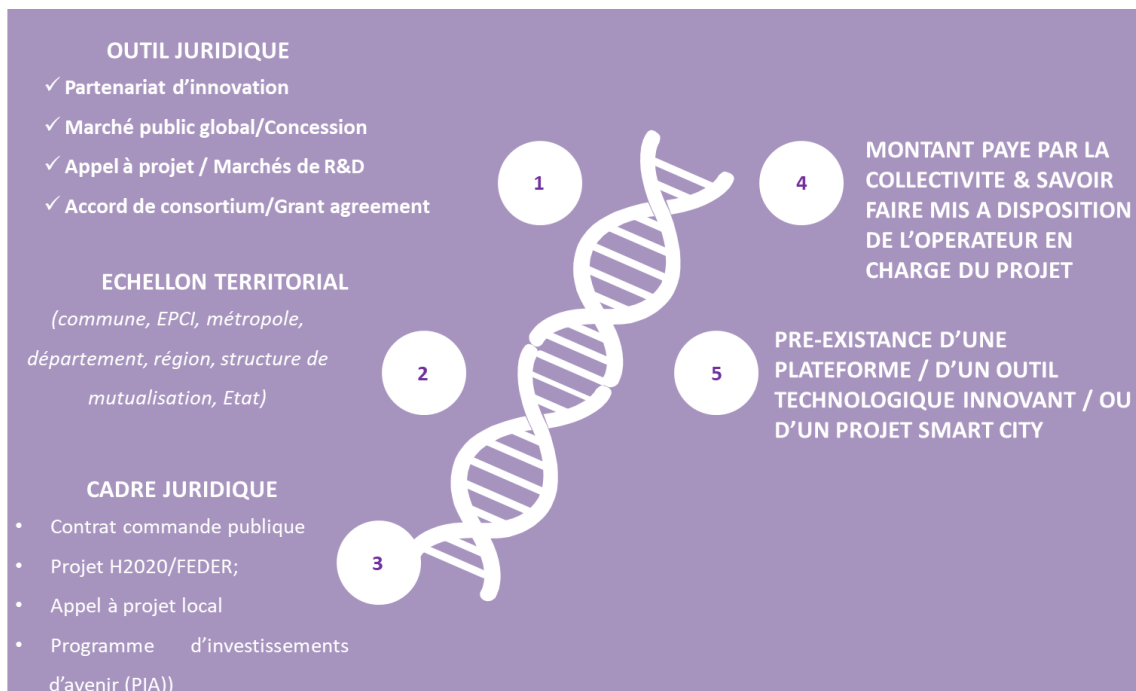 OUTIL JURIDIQUE
✓ Partenariat d'innovation
✓ Marché public global/Concession
✓ Appel à projet / Marchés de R&D
✓ Accord de consortium/Grant agreement
1
ECHELLON TERRITORIAL
(commune, EPCI, métropole,
département, région, structure de
mutualisation, Etat)
2
CADRE JURIDIQUE
• Contrat commande publique
• Projet H2020/FEDER;
• Appel à projet local
• Programme d'investissements
d'avenir (PIA))
3
4
MONTANT PAYE PAR LA
COLLECTIVITE & SAVOIR
FAIRE MIS A DISPOSITION
DE L'OPERATEUR EN
CHARGE DU PROJET
5
PRE-EXISTANCE D'UNE
PLATEFORME / D'UN OUTIL
TECHNOLOGIQUE INNOVANT / OU
D'UN PROJET SMART CITY